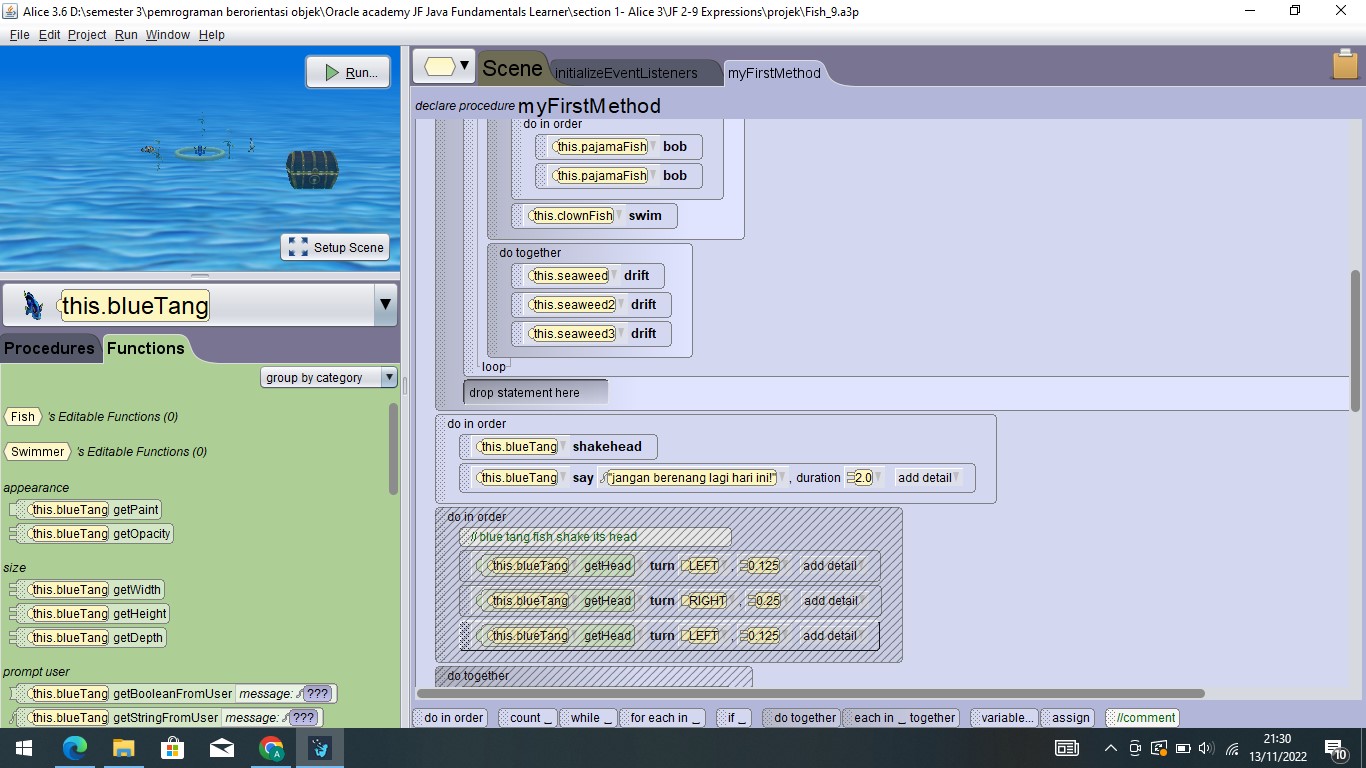 Alice 3.6 D:\semester 3\pemrograman berorientasi objek\Oracle academy JF Java Fundamentals Learner\section 1- Alice 3\JF 2-9 Expressions\projek\Fish_9.a3p
File Edit Project Run Window Help
Run...
Setup Scene
this.blueTang
Procedures Functions
group by category
Fish 's Editable Functions (0)
Swimmer 's Editable Functions (0)
appearance
this.blueTang getPaint
this.blueTang getOpacity
size
this.blueTang getWidth
this.blueTang getHeight
this.blueTang getDepth
prompt user
this.blueTang getBooleanFromUser message: ???
this.blueTang getStringFromUser message: ???
Scene initializeEventListeners myFirstMethod
declare procedure myFirstMethod
do in order
this.pajamaFish bob
this.pajamaFish bob
this.clownFish swim
do together
this.seaweed drift
this.seaweed2 drift
this.seaweed3 drift
loop
drop statement here
do in order
this.blueTang shakehead
this.blueTang say "jangan berenang lagi hari ini!" , duration 2.0 add detail
do in order
// blue tang fish shake its head
this.blueTang getHead turn LEFT , 0.125 add detail
this.blueTang getHead turn RIGHT , 0.25 add detail
this.blueTang getHead turn LEFT , 0.125 add detail
do together
do in order count _ while _ for each in _ if _ do together each in _ together variable... assign //comment
21:30
13/11/2022
10